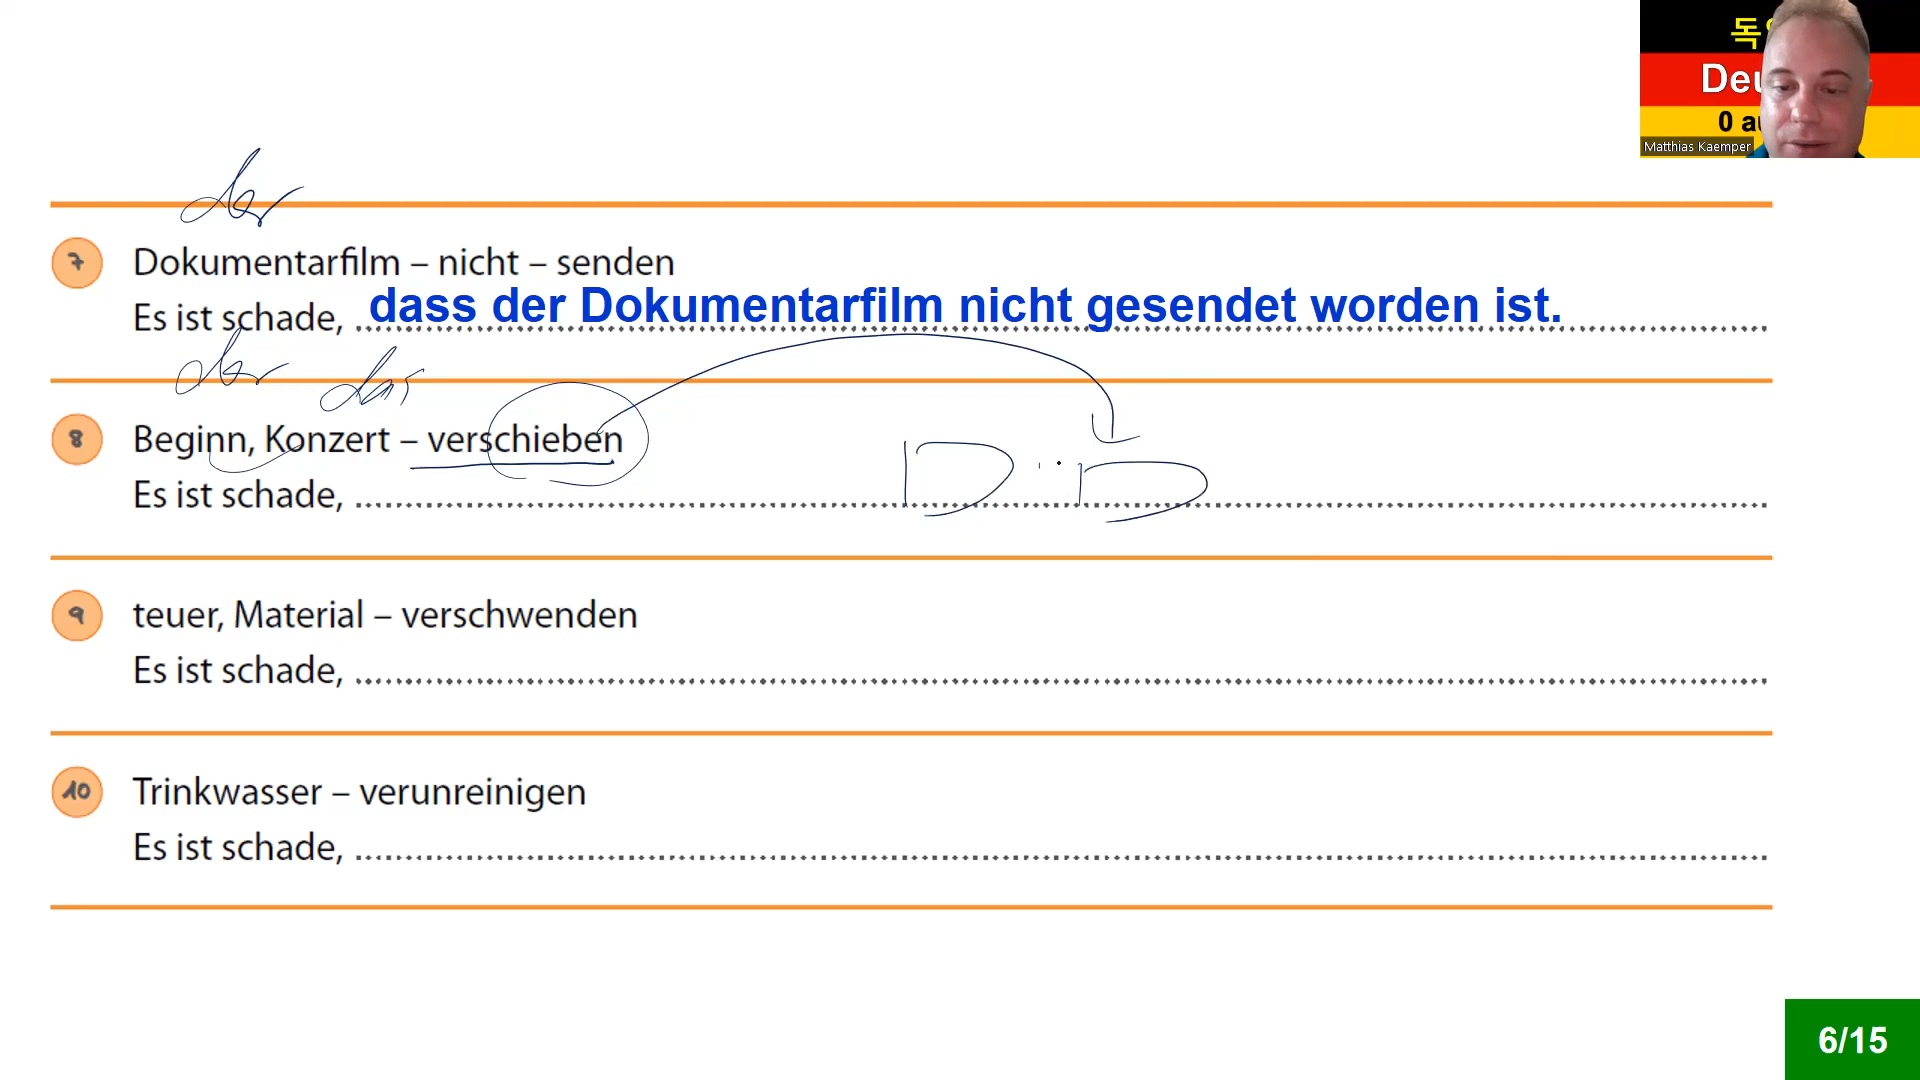 독
Deu
0 au
Matthias Kaemper
der
7 Dokumentarfilm – nicht – senden
Es ist schade, dass der Dokumentarfilm nicht gesendet worden ist.
der das
8 Beginn, Konzert – verschieben
Es ist schade,
D D
9 teuer, Material – verschwenden
Es ist schade,
10 Trinkwasser – verunreinigen
Es ist schade,
6/15